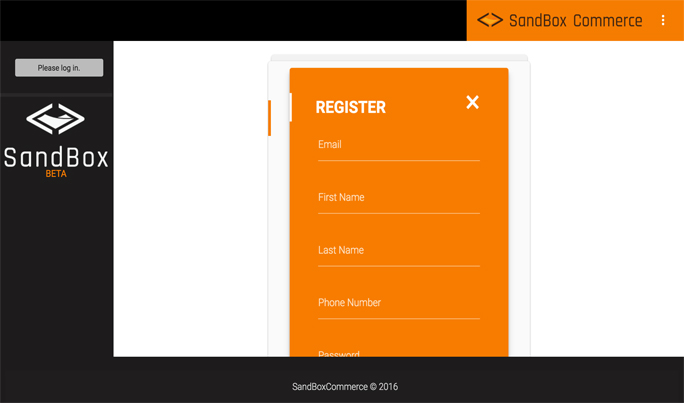 SandBox Commerce
Please log in.
SandBox
BETA
REGISTER
Email
First Name
Last Name
Phone Number
Password
SandBoxCommerce © 2016